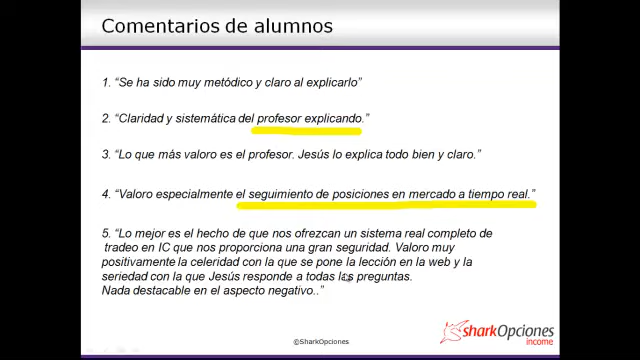 Comentarios de alumnos
1. “Se ha sido muy metódico y claro al explicarlo”
2. “Claridad y sistemática del profesor explicando.”
3. “Lo que más valoro es el profesor. Jesús lo explica todo bien y claro.”
4. “Valoro especialmente el seguimiento de posiciones en mercado a tiempo real.”
5. “Lo mejor es el hecho de que nos ofrezcan un sistema real completo de
tradeo en IC que nos proporciona una gran seguridad. Valoro muy
positivamente la celeridad con la que se pone la lección en la web y la
seriedad con la que Jesús responde a todas las preguntas.
Nada destacable en el aspecto negativo..”
©SharkOpciones
sharkOpciones
income